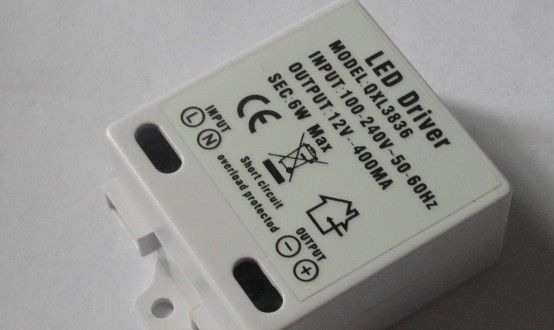 LED Driver
MODEL:QXL3836
INPUT:100-240V-50-60Hz
OUTPUT:12V⎓400MA
SEC.6W Max
CE
Short circuit
overload protected
INPUT
L N
OUTPUT
- +